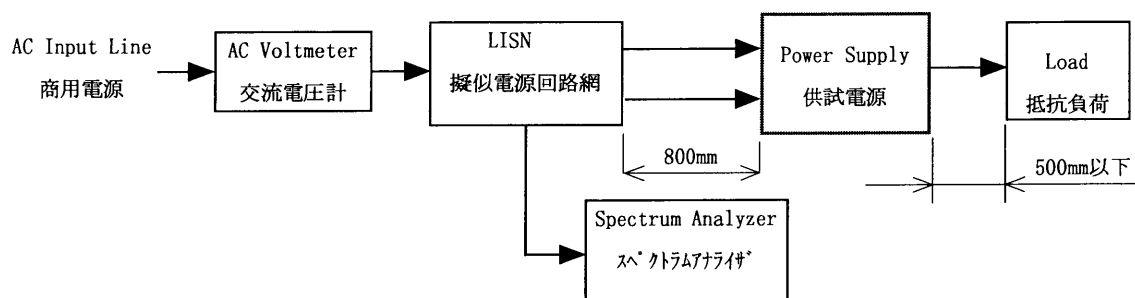 AC Input Line
商用電源
AC Voltmeter
交流電圧計
LISN
擬似電源回路網
Power Supply
供試電源
Load
抵抗負荷
800mm
500mm以下
Spectrum Analyzer
ｽﾍﾟｸﾄﾗﾑｱﾅﾗｲｻﾞ